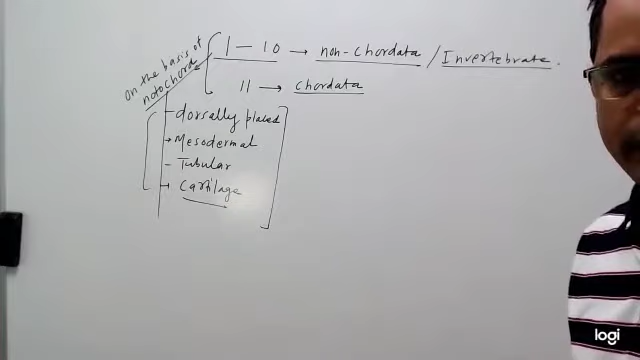 On the basis of
notochord
1 - 10 → non-chordata / Invertebrate.
11 → chordata
- dorsally placed
→ Mesodermal
- Tubular
→ Cartilage
logi